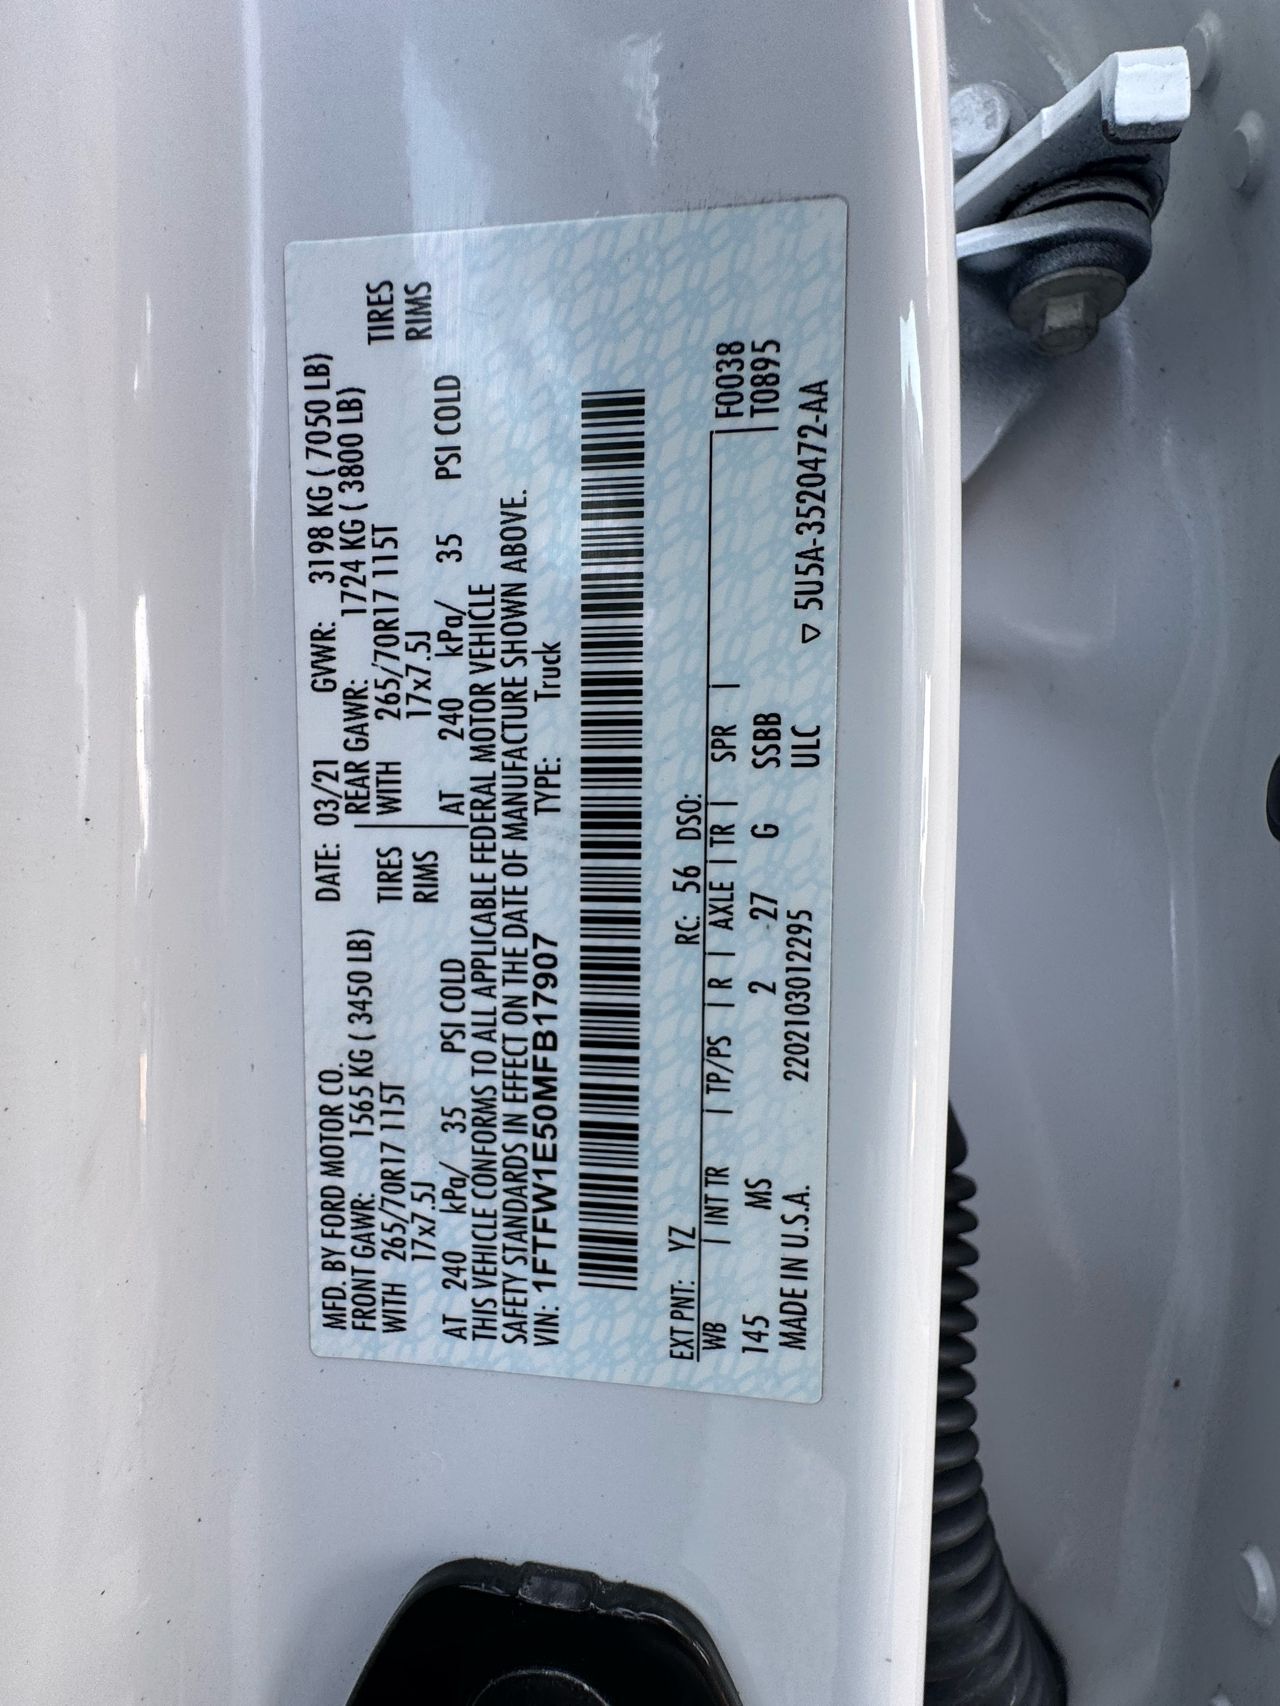 MFD. BY FORD MOTOR CO. DATE: 03/21 GVWR: 3198 KG ( 7050 LB)
FRONT GAWR: 1565 KG ( 3450 LB) REAR GAWR: 1724 KG ( 3800 LB)
WITH 265/70R17 115T TIRES WITH 265/70R17 115T TIRES
17x7.5J RIMS 17x7.5J RIMS
AT 240 kPa/ 35 PSI COLD AT 240 kPa/ 35 PSI COLD
THIS VEHICLE CONFORMS TO ALL APPLICABLE FEDERAL MOTOR VEHICLE
SAFETY STANDARDS IN EFFECT ON THE DATE OF MANUFACTURE SHOWN ABOVE.
VIN: 1FTFW1E50MFB17907 TYPE: Truck
EXT PNT: YZ RC: 56 DSO:
WB | INT TR | TP/PS | R | AXLE | TR | SPR | F0038
145 MS 2 27 G SSBB T0895
MADE IN U.S.A. 2202103012295 ULC ▽ 5U5A-3520472-AA